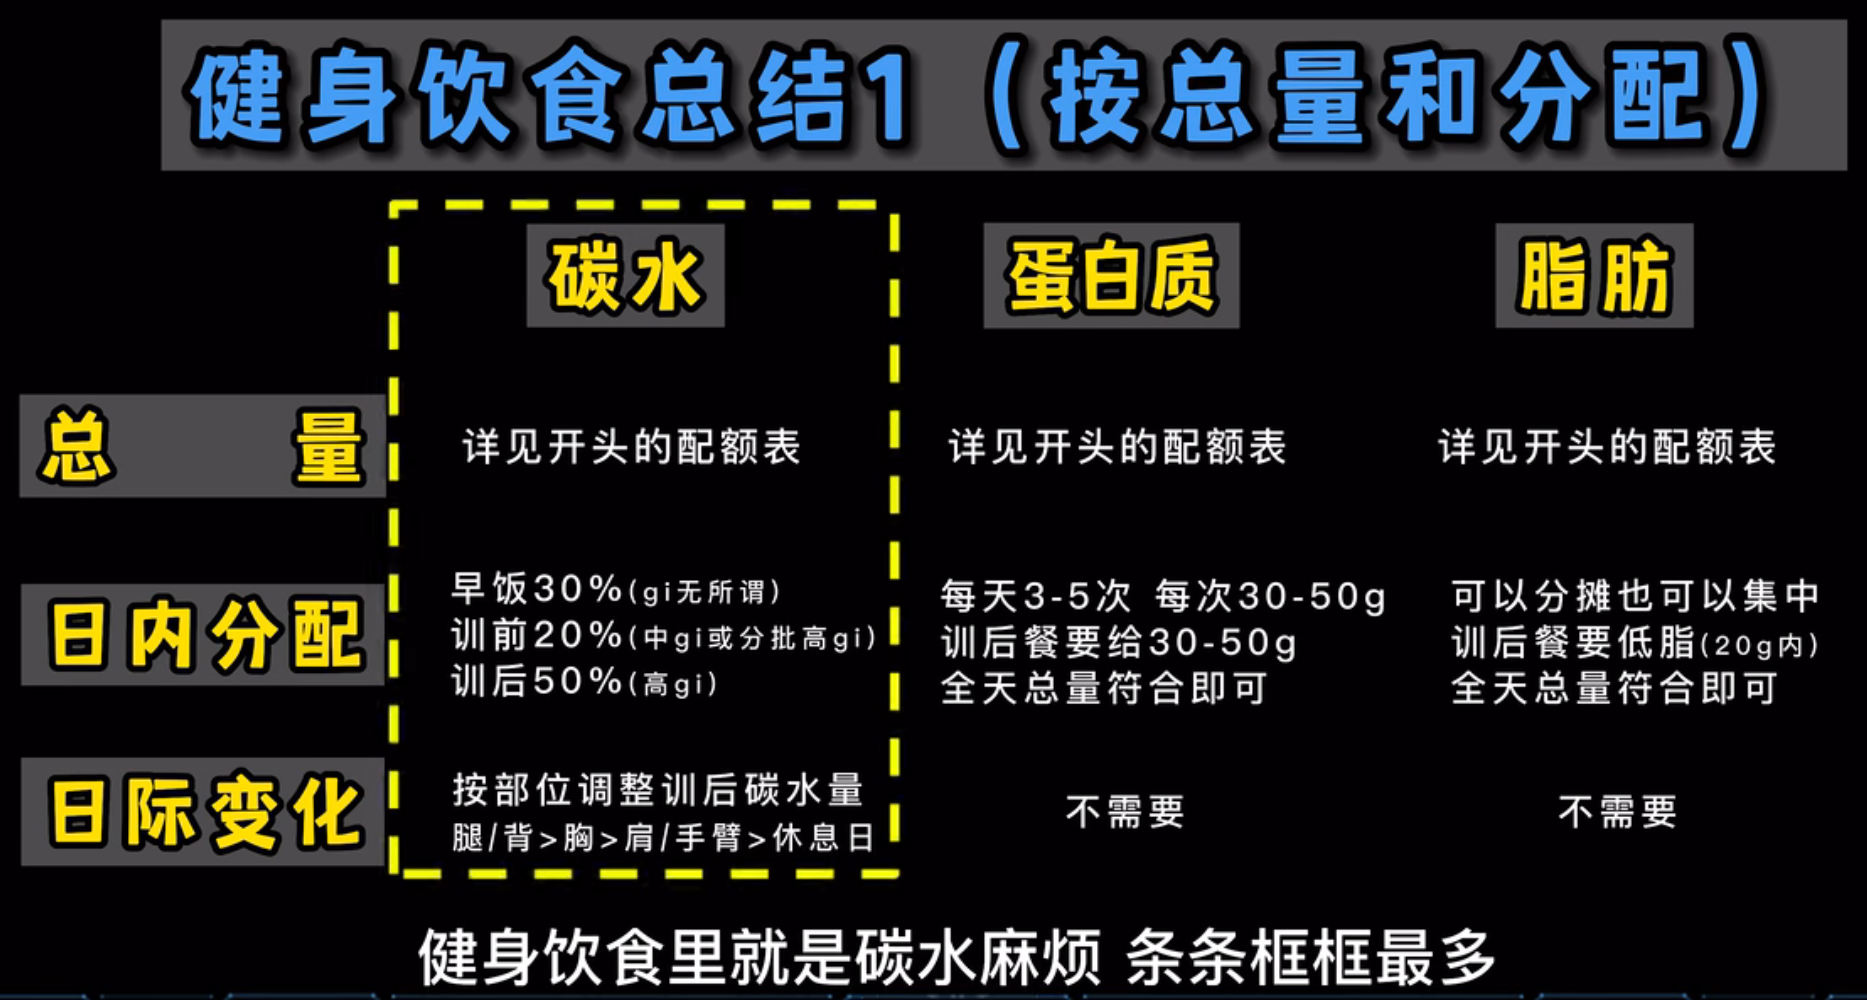 健身饮食总结1（按总量和分配）
碳水 蛋白质 脂肪
总量 详见开头的配额表 详见开头的配额表 详见开头的配额表
日内分配
早饭30%(gi无所谓)
训前20%(中gi或分批高gi)
训后50%(高gi)
每天3-5次 每次30-50g
训后餐要给30-50g
全天总量符合即可
可以分摊也可以集中
训后餐要低脂(20g内)
全天总量符合即可
日际变化
按部位调整训后碳水量
腿/背>胸>肩/手臂>休息日
不需要
不需要
健身饮食里就是碳水麻烦 条条框框最多